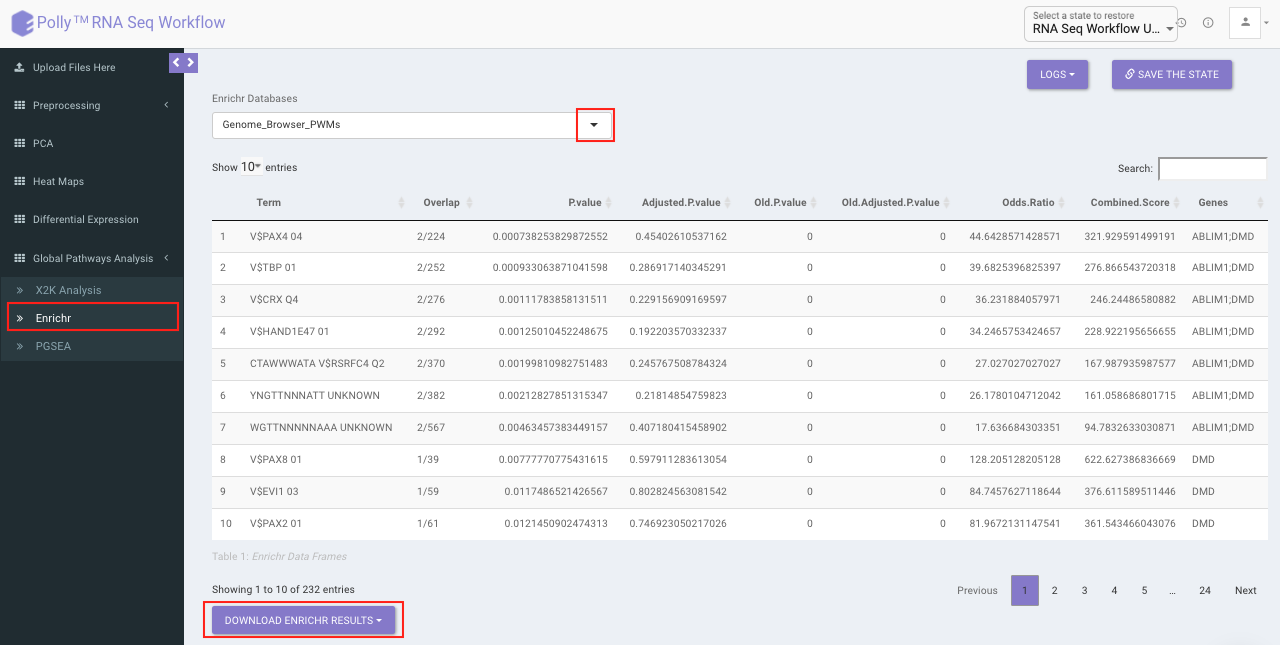 Polly™RNA Seq Workflow
Select a state to restore
RNA Seq Workflow U...
Upload Files Here
Preprocessing
PCA
Heat Maps
Differential Expression
Global Pathways Analysis
X2K Analysis
Enrichr
PGSEA
LOGS
SAVE THE STATE
Enrichr Databases
Genome_Browser_PWMs
Show 10 entries
Search:
Term Overlap P.value Adjusted.P.value Old.P.value Old.Adjusted.P.value Odds.Ratio Combined.Score Genes
1 V$PAX4 04 2/224 0.000738253829872552 0.45402610537162 0 0 44.6428571428571 321.929591499191 ABLIM1;DMD
2 V$TBP 01 2/252 0.000933063871041598 0.286917140345291 0 0 39.6825396825397 276.866543720318 ABLIM1;DMD
3 V$CRX Q4 2/276 0.00111783858131511 0.229156909169597 0 0 36.231884057971 246.24486580882 ABLIM1;DMD
4 V$HAND1E47 01 2/292 0.00125010452248675 0.192203570332337 0 0 34.2465753424657 228.922195656655 ABLIM1;DMD
5 CTAWWWATA V$RSRFC4 Q2 2/370 0.00199810982751483 0.245767508784324 0 0 27.027027027027 167.987935987577 ABLIM1;DMD
6 YNGTTNNNATT UNKNOWN 2/382 0.00212827851315347 0.21814854759823 0 0 26.1780104712042 161.058686801715 ABLIM1;DMD
7 WGTTNNNNNAAA UNKNOWN 2/567 0.00463457383449157 0.407180415458902 0 0 17.636684303351 94.7832633030871 ABLIM1;DMD
8 V$PAX8 01 1/39 0.00777770775431615 0.597911283613054 0 0 128.205128205128 622.627386836669 DMD
9 V$EVI1 03 1/59 0.0117486521426567 0.802824563081542 0 0 84.7457627118644 376.611589511446 DMD
10 V$PAX2 01 1/61 0.0121450902474313 0.746923050217026 0 0 81.9672131147541 361.543466043076 DMD
Table 1: Enrichr Data Frames
Showing 1 to 10 of 232 entries
Previous 1 2 3 4 5 … 24 Next
DOWNLOAD ENRICHR RESULTS